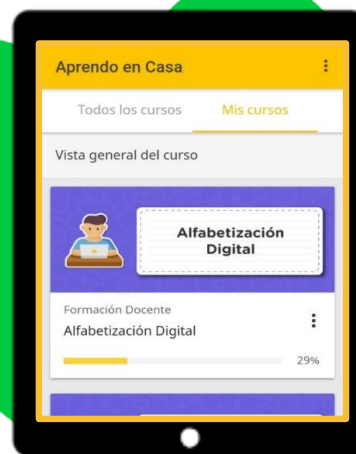 Aprendo en Casa
Todos los cursos Mis cursos
Vista general del curso
Alfabetización
Digital
Formación Docente
Alfabetización Digital
29%